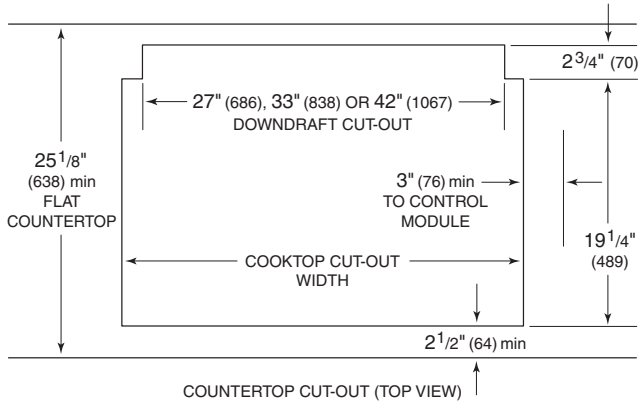 2 3/4" (70)
27" (686), 33" (838) OR 42" (1067)
DOWNDRAFT CUT-OUT
25 1/8"
(638) min
FLAT
COUNTERTOP
3" (76) min
TO CONTROL
MODULE
19 1/4"
(489)
COOKTOP CUT-OUT
WIDTH
2 1/2" (64) min
COUNTERTOP CUT-OUT (TOP VIEW)